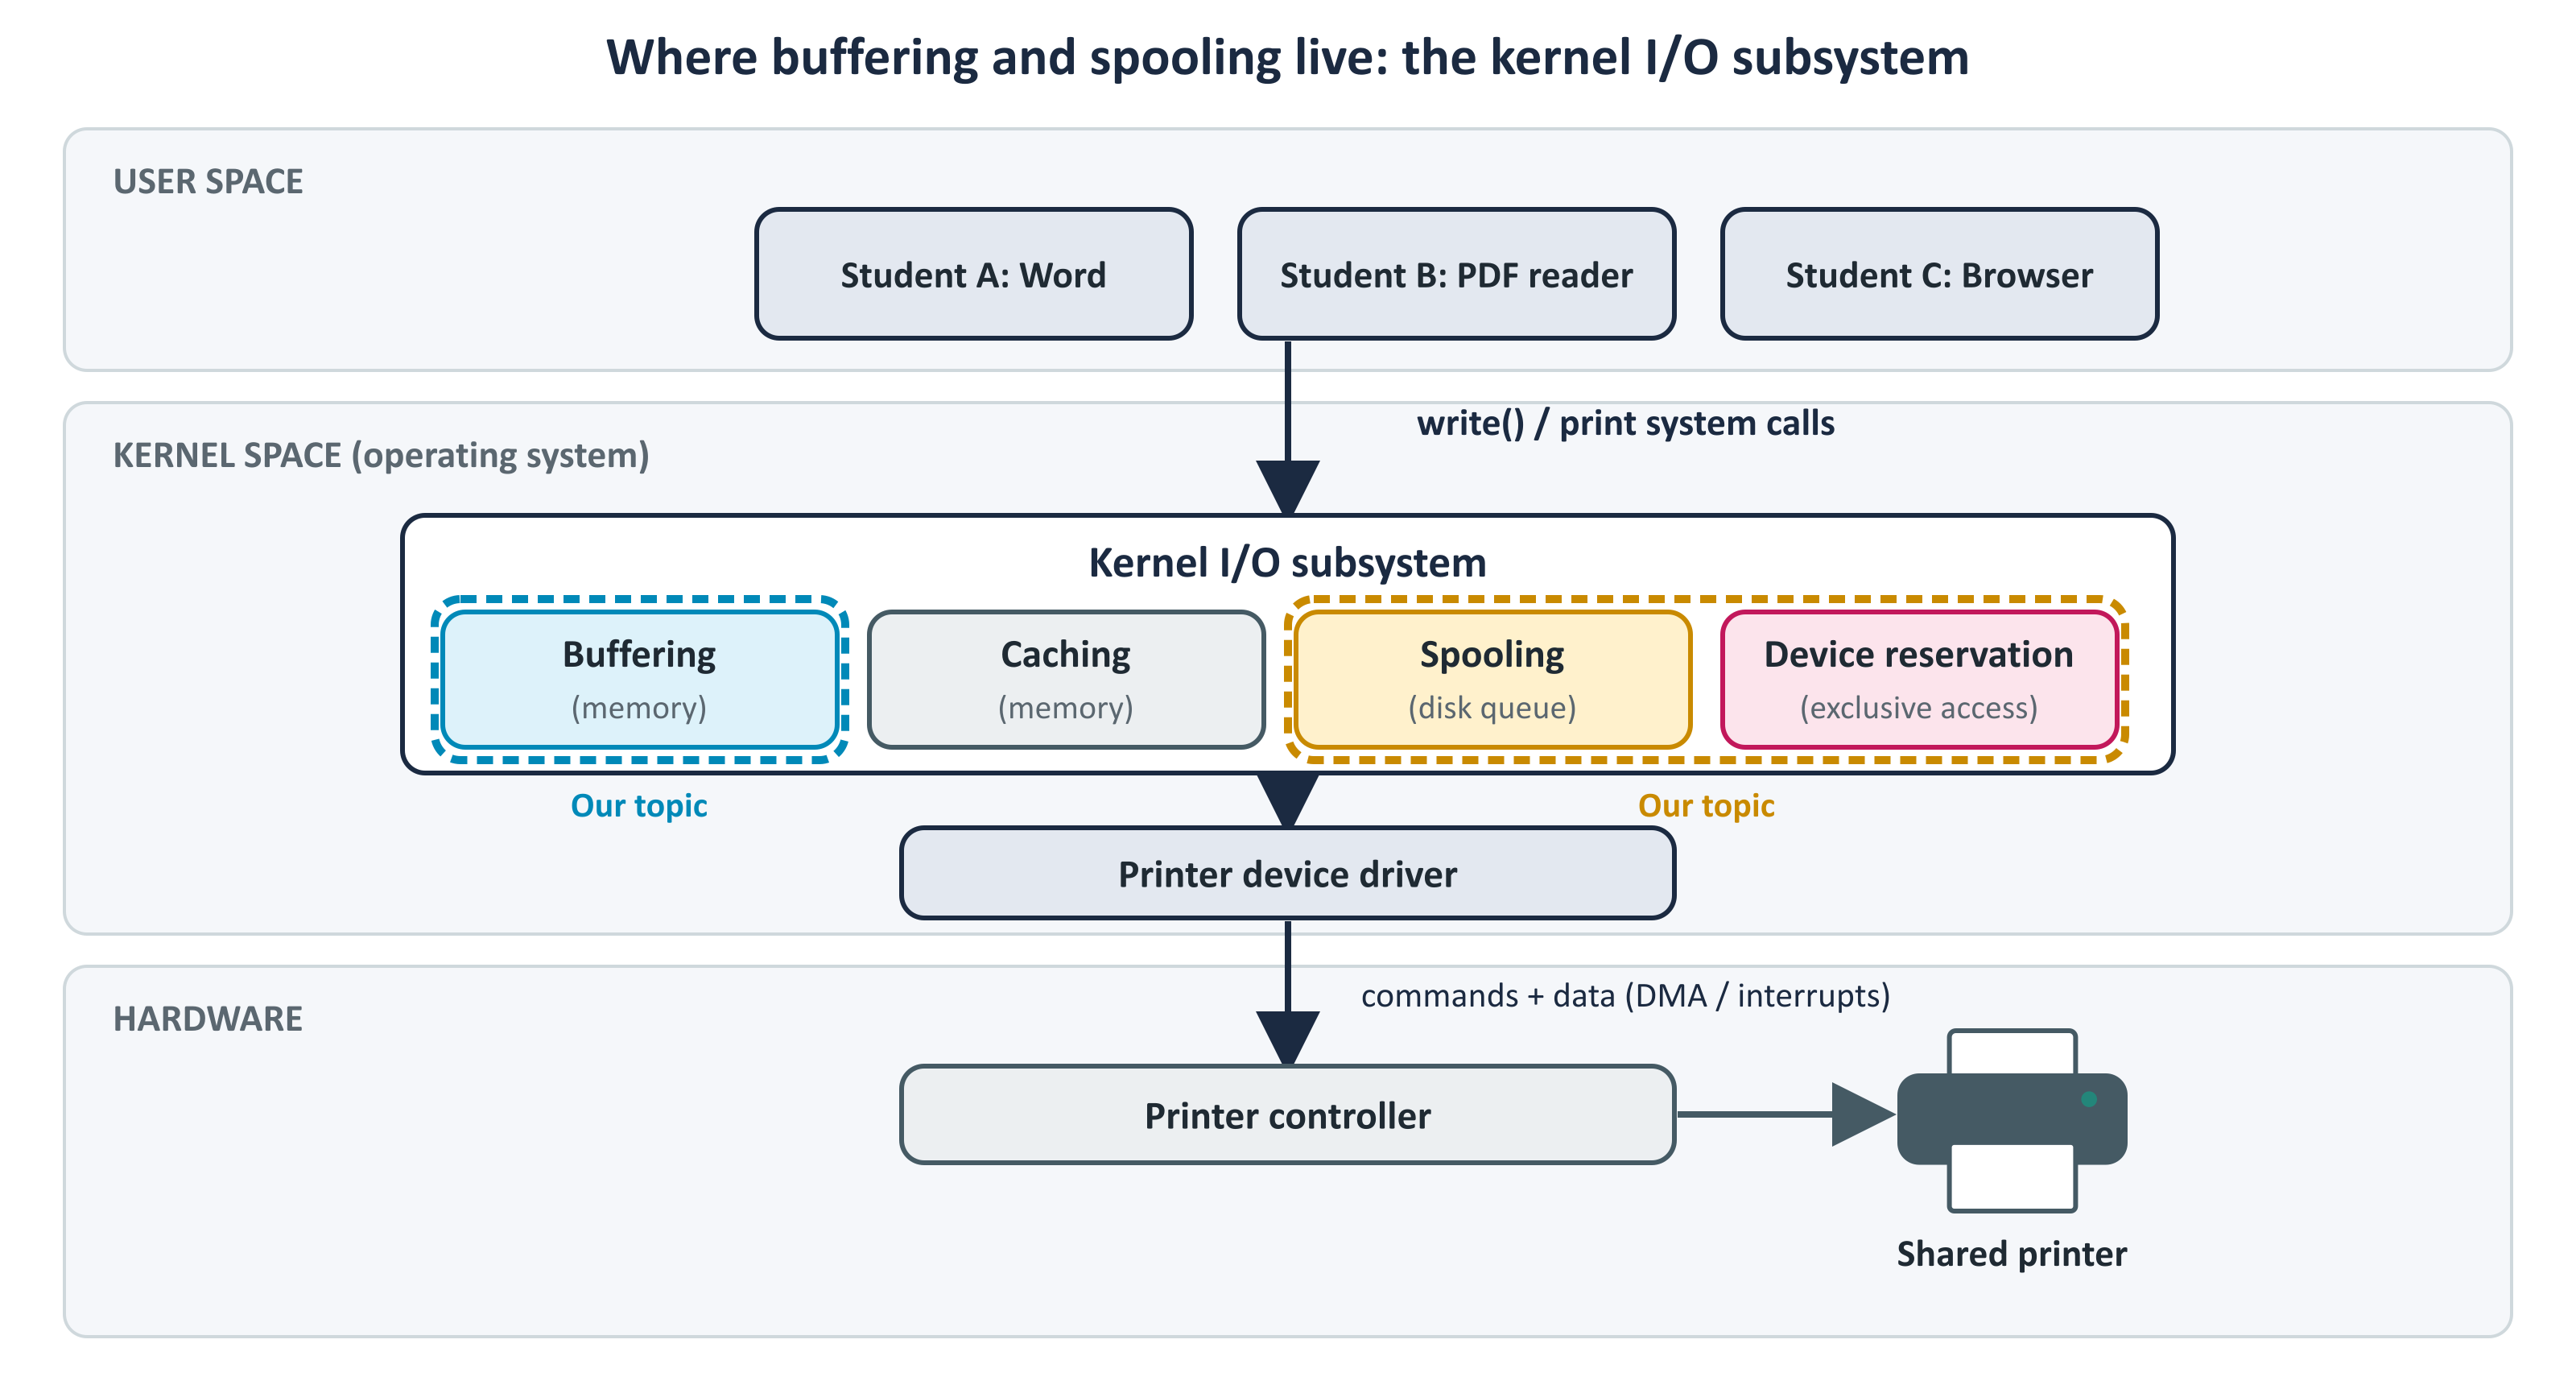 Where buffering and spooling live: the kernel I/O subsystem
USER SPACE
Student A: Word
Student B: PDF reader
Student C: Browser
write() / print system calls
KERNEL SPACE (operating system)
Kernel I/O subsystem
Buffering
(memory)
Caching
(memory)
Spooling
(disk queue)
Device reservation
(exclusive access)
Our topic
Our topic
Printer device driver
commands + data (DMA / interrupts)
HARDWARE
Printer controller
Shared printer